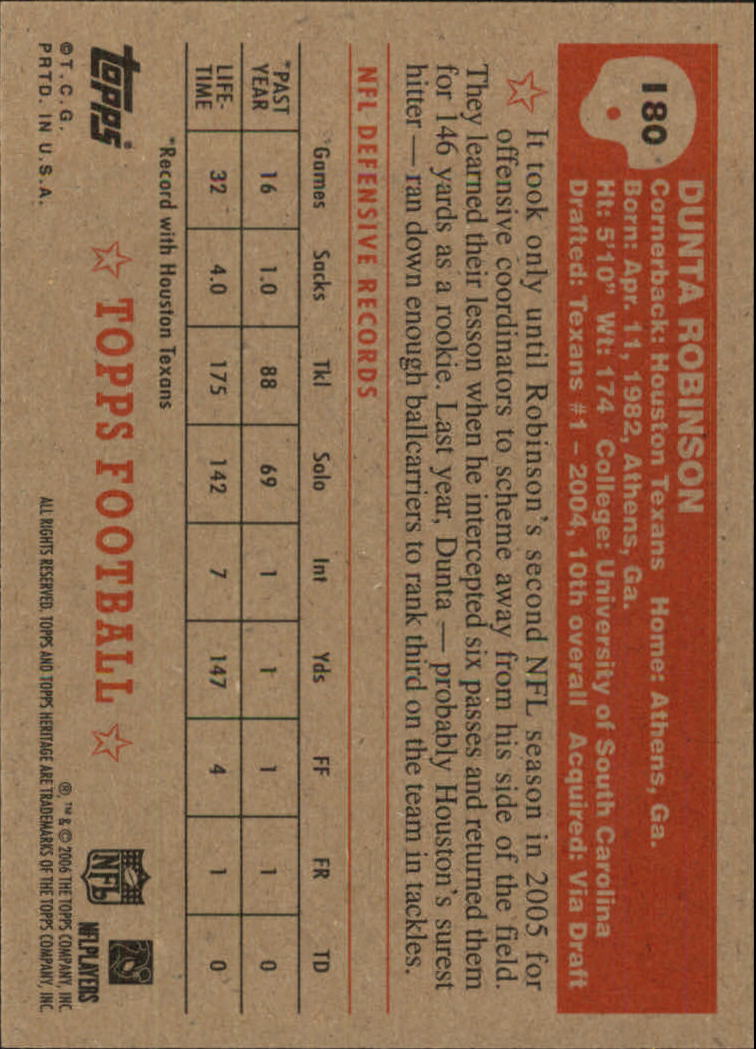 180
DUNTA ROBINSON
Cornerback: Houston Texans Home: Athens, Ga.
Born: Apr. 11, 1982, Athens, Ga.
Ht: 5'10" Wt: 174 College: University of South Carolina
Drafted: Texans #1 – 2004, 10th overall Acquired: Via Draft
It took only until Robinson's second NFL season in 2005 for
offensive coordinators to scheme away from his side of the field.
They learned their lesson when he intercepted six passes and returned them
for 146 yards as a rookie. Last year, Dunta — probably Houston's surest
hitter — ran down enough ballcarriers to rank third on the team in tackles.
NFL DEFENSIVE RECORDS
Games Sacks Tkl Solo Int Yds FF FR TD
*PAST YEAR 16 1.0 88 69 1 1 1 1 0
LIFE-TIME 32 4.0 175 142 7 147 4 1 0
*Record with Houston Texans
topps
☆ TOPPS FOOTBALL ☆
NFL
NFLPLAYERS
©T.C.G.
PRTD. IN U.S.A.
®, ™ & © 2006 THE TOPPS COMPANY, INC.
ALL RIGHTS RESERVED. TOPPS AND TOPPS HERITAGE ARE TRADEMARKS OF THE TOPPS COMPANY, INC.